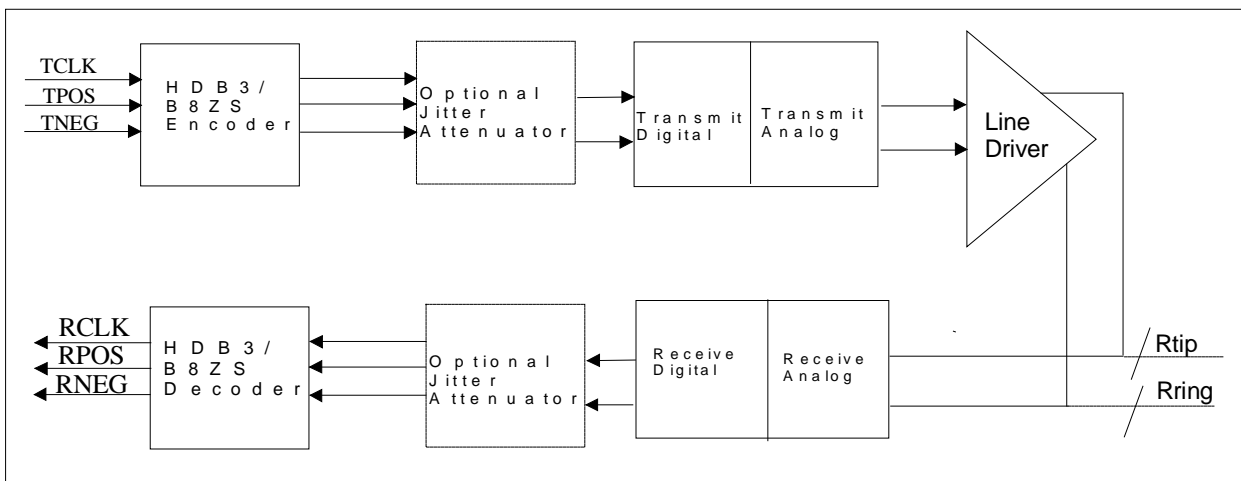 TCLK
TPOS
TNEG
HDB3/
B8ZS
Encoder
Optional
Jitter
Attenuator
Transmit
Digital
Transmit
Analog
Line
Driver
RCLK
RPOS
RNEG
HDB3/
B8ZS
Decoder
Optional
Jitter
Attenuator
Receive
Digital
Receive
Analog
Rtip
Rring